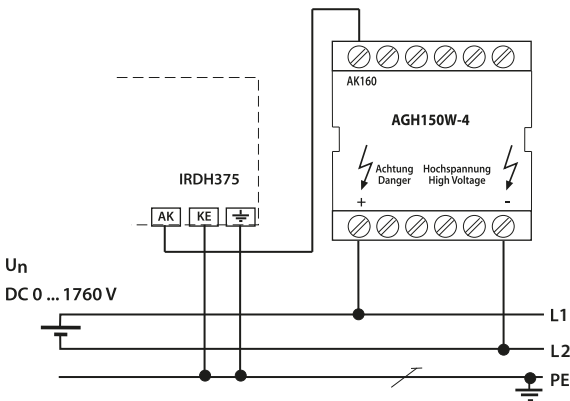 AK160
AGH150W-4
Achtung Hochspannung
Danger High Voltage
+ -
IRDH375
AK KE
Un
DC 0 ... 1760 V
L1
L2
PE